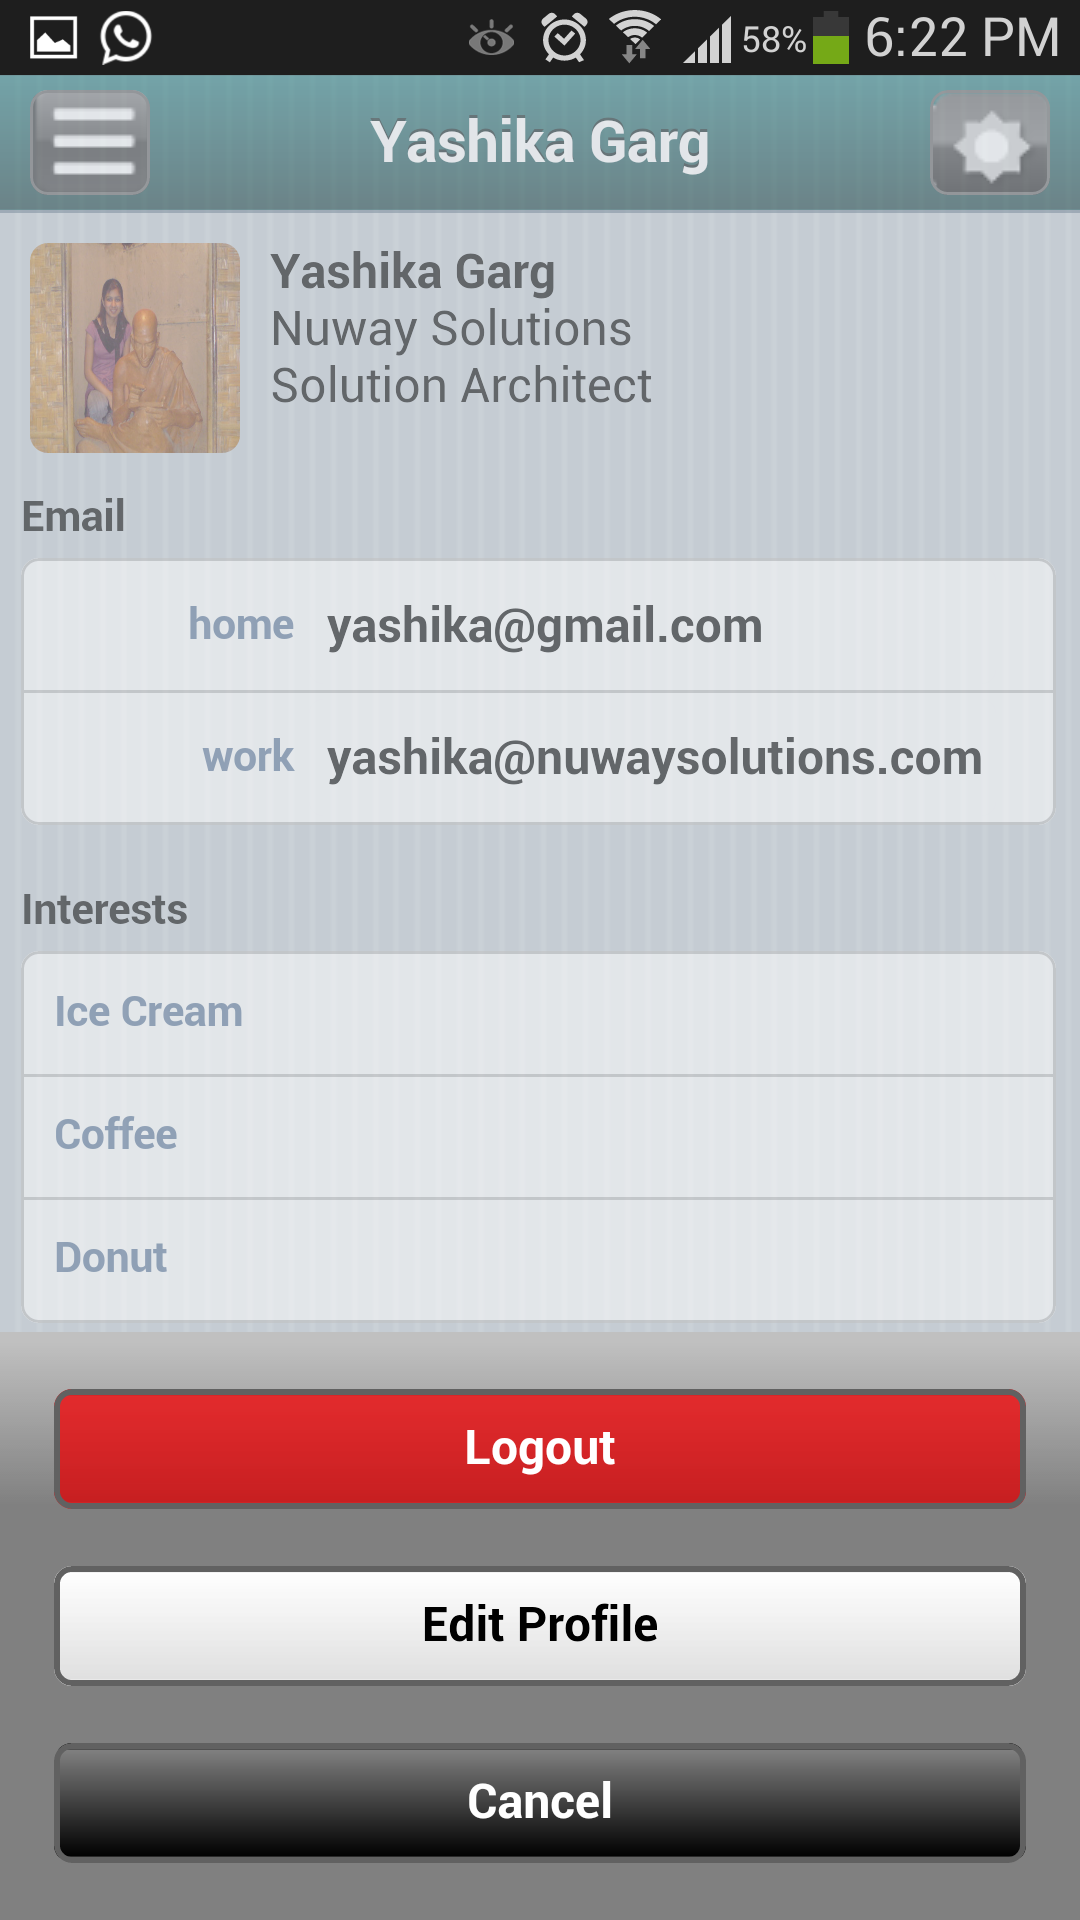 58% 6:22 PM
Yashika Garg
Yashika Garg
Nuway Solutions
Solution Architect
Email
home yashika@gmail.com
work yashika@nuwaysolutions.com
Interests
Ice Cream
Coffee
Donut
Logout
Edit Profile
Cancel